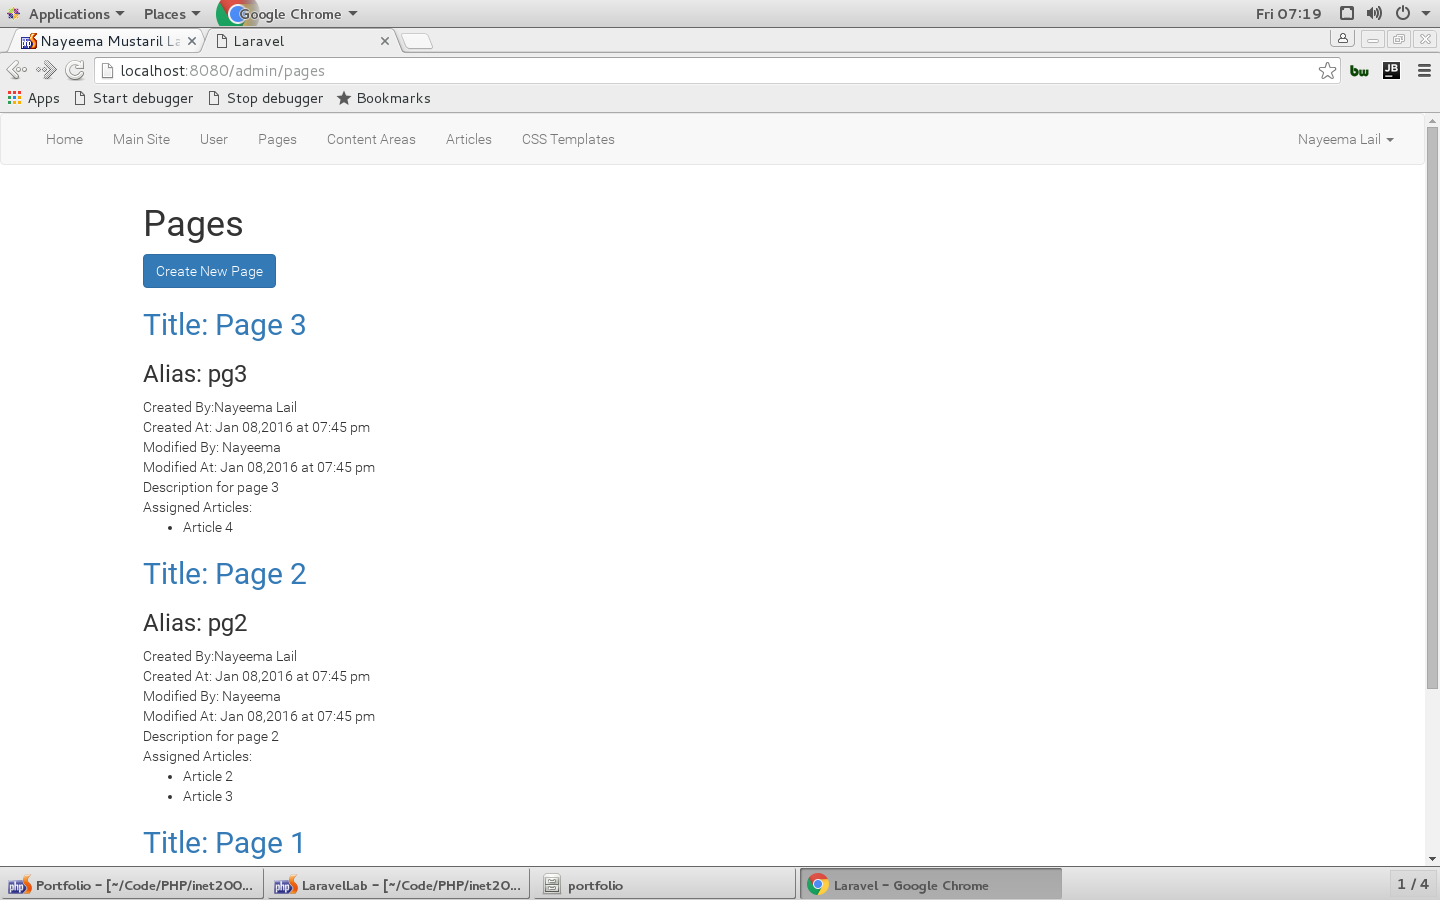 Applications Places Google Chrome Fri 07:19
Nayeema Mustaril La Laravel
localhost:8080/admin/pages bw JB
Apps Start debugger Stop debugger Bookmarks
Home Main Site User Pages Content Areas Articles CSS Templates Nayeema Lail
Pages
Create New Page
Title: Page 3
Alias: pg3
Created By:Nayeema Lail
Created At: Jan 08,2016 at 07:45 pm
Modified By: Nayeema
Modified At: Jan 08,2016 at 07:45 pm
Description for page 3
Assigned Articles:
• Article 4
Title: Page 2
Alias: pg2
Created By:Nayeema Lail
Created At: Jan 08,2016 at 07:45 pm
Modified By: Nayeema
Modified At: Jan 08,2016 at 07:45 pm
Description for page 2
Assigned Articles:
• Article 2
• Article 3
Title: Page 1
php Portfolio - [~/Code/PHP/inet200... php LaravelLab - [~/Code/PHP/inet20... portfolio Laravel - Google Chrome 1 / 4